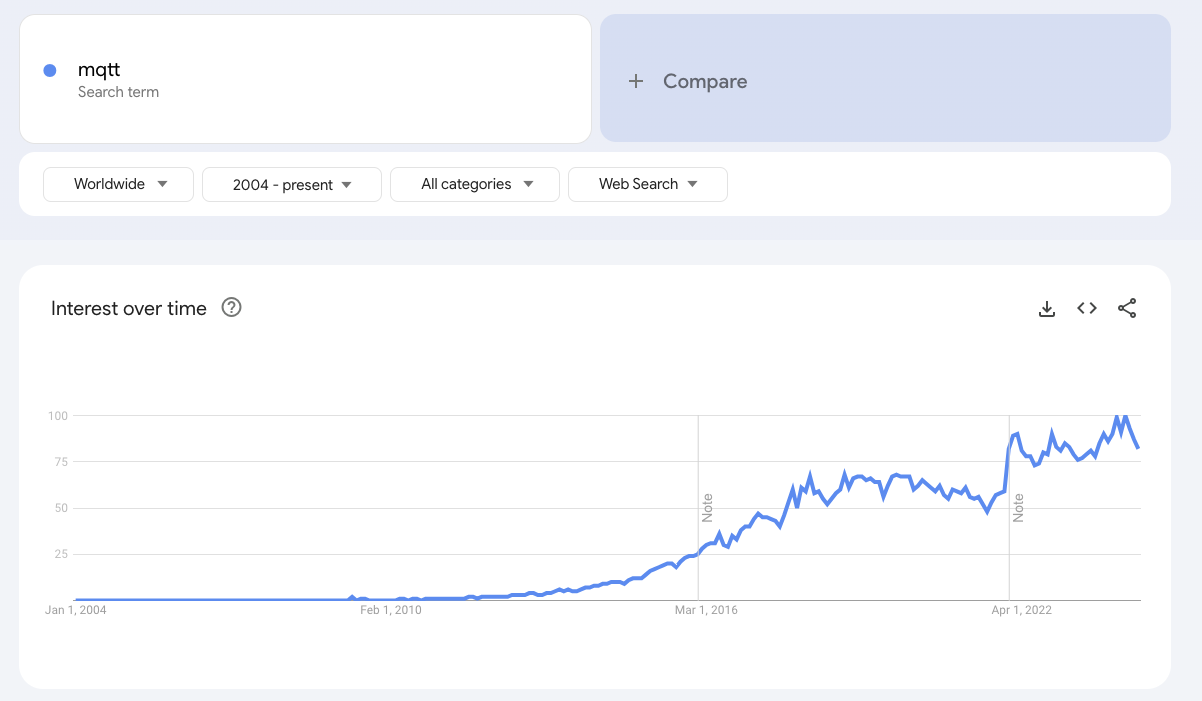 mqtt
Search term
+ Compare
Worldwide
2004 - present
All categories
Web Search
Interest over time
100
75
50
25
Note
Note
Jan 1, 2004
Feb 1, 2010
Mar 1, 2016
Apr 1, 2022